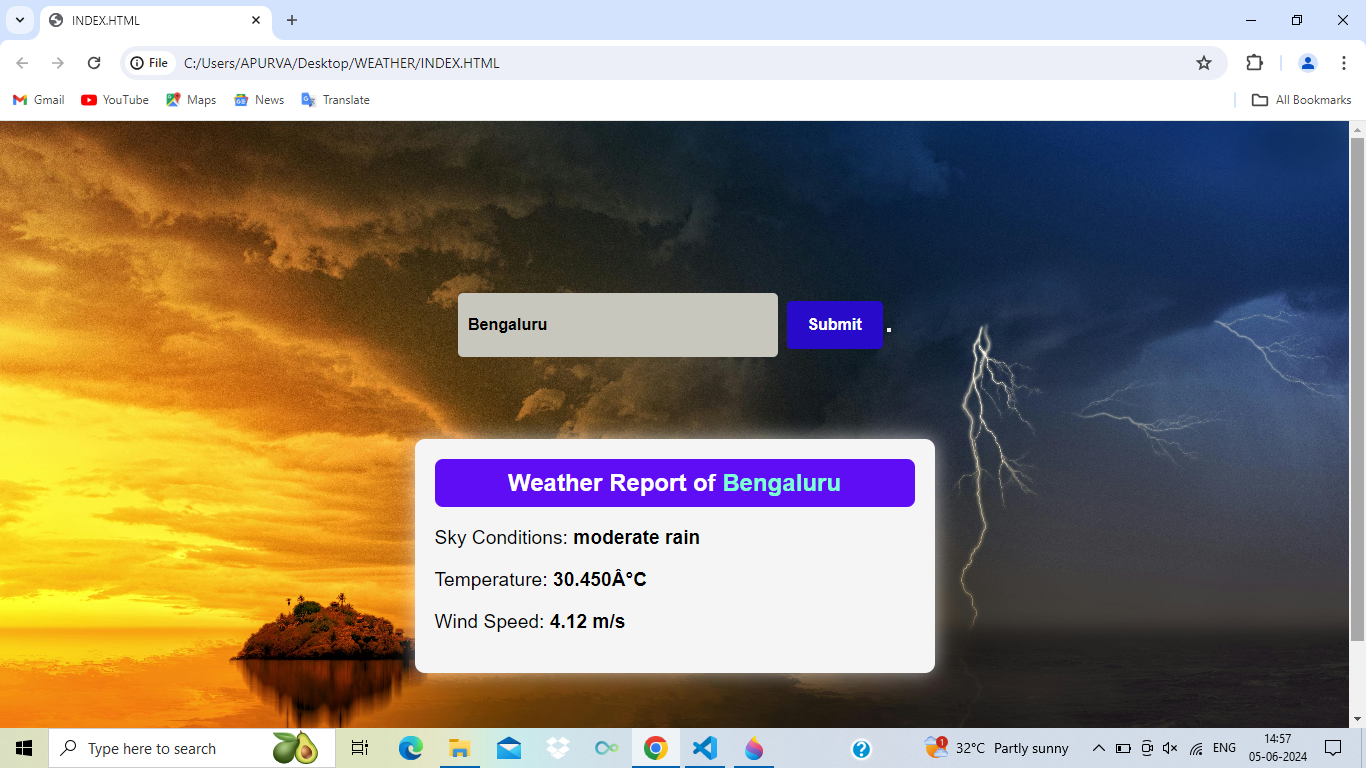 INDEX.HTML
File C:/Users/APURVA/Desktop/WEATHER/INDEX.HTML
Gmail YouTube Maps News Translate All Bookmarks
Bengaluru Submit .
Weather Report of Bengaluru
Sky Conditions: moderate rain
Temperature: 30.450Â°C
Wind Speed: 4.12 m/s
Type here to search 1 32°C Partly sunny ENG 14:57
05-06-2024